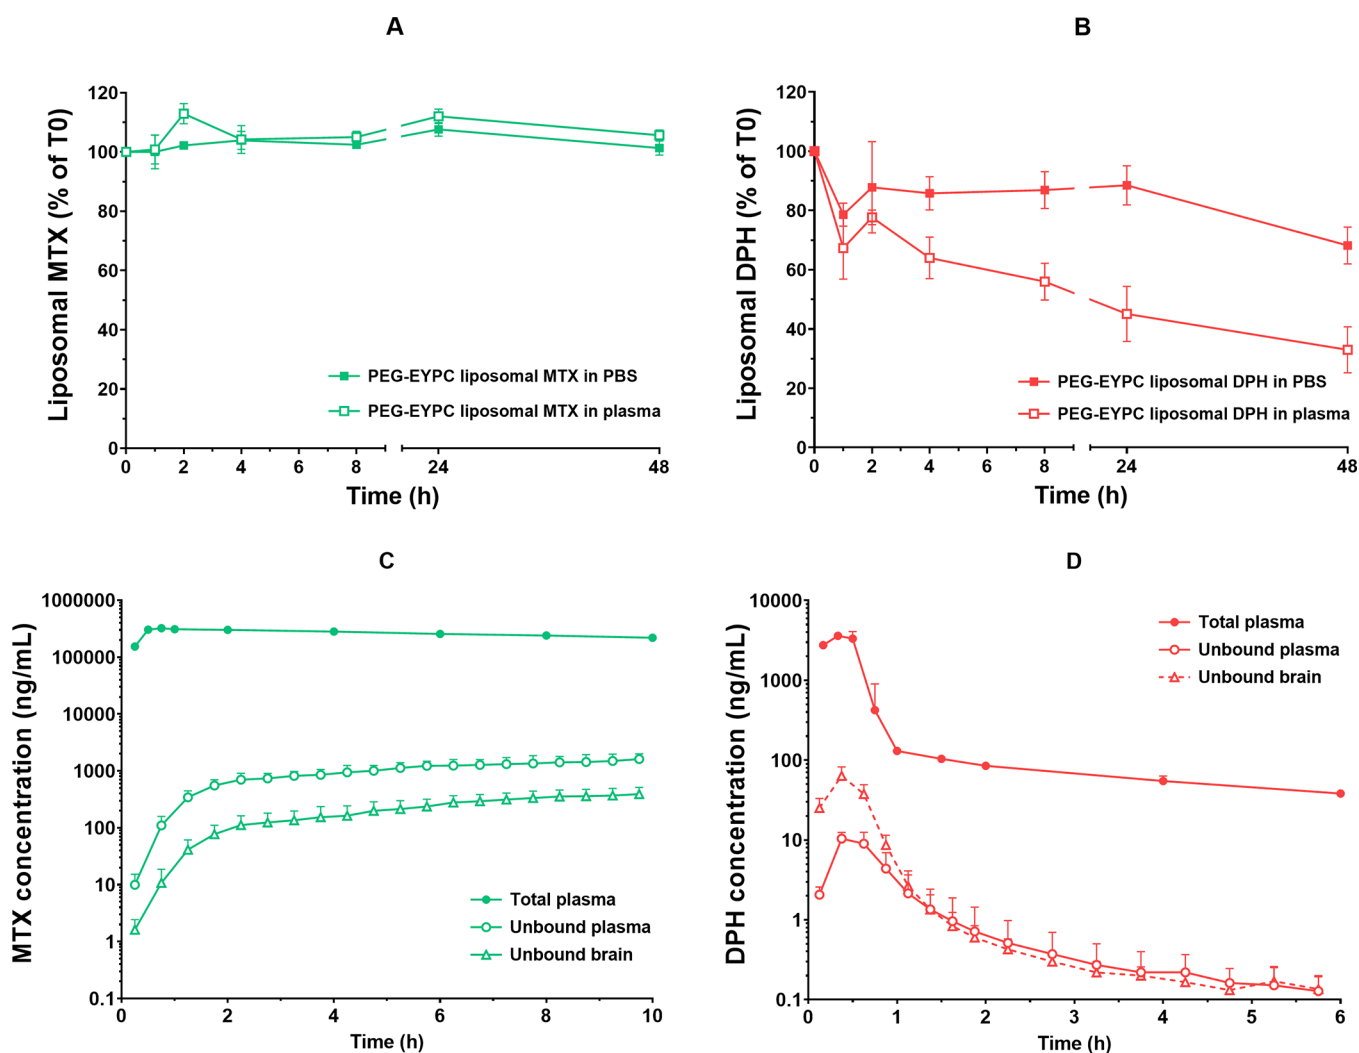 A
Liposomal MTX (% of T0)
120
100
80
60
40
20
0
PEG-EYPC liposomal MTX in PBS
PEG-EYPC liposomal MTX in plasma
0 2 4 6 8 24 48
Time (h)
B
Liposomal DPH (% of T0)
120
100
80
60
40
20
0
PEG-EYPC liposomal DPH in PBS
PEG-EYPC liposomal DPH in plasma
0 2 4 6 8 24 48
Time (h)
C
MTX concentration (ng/mL)
1000000
100000
10000
1000
100
10
1
0.1
Total plasma
Unbound plasma
Unbound brain
0 2 4 6 8 10
Time (h)
D
DPH concentration (ng/mL)
10000
1000
100
10
1
0.1
Total plasma
Unbound plasma
Unbound brain
0 1 2 3 4 5 6
Time (h)